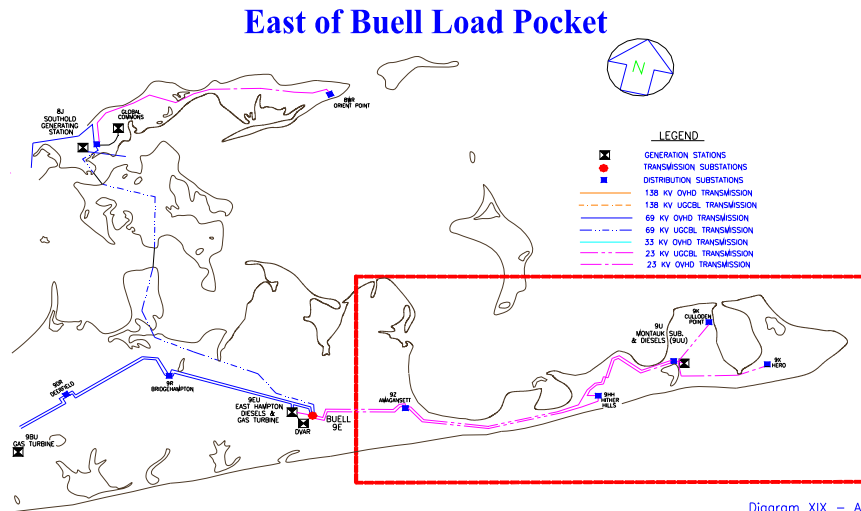 East of Buell Load Pocket
N
8J
SOUTHOLD
GENERATING
STATION
GLOBAL
COMMONS
8WR
ORIENT POINT
LEGEND
GENERATION STATIONS
TRANSMISSION SUBSTATIONS
DISTRIBUTION SUBSTATIONS
138 KV OVHD TRANSMISSION
138 KV UGCBL TRANSMISSION
69 KV OVHD TRANSMISSION
69 KV UGCBL TRANSMISSION
33 KV OVHD TRANSMISSION
23 KV UGCBL TRANSMISSION
23 KV OVHD TRANSMISSION
9K
CULLODEN
POINT
9U
MONTAUK SUB.
& DIESELS (9UU)
9X
HERO
9HH
HITHER
HILLS
9Z
AMAGANSETT
9R
BRIDGEHAMPTON
DEERFIELD
9EU
EAST HAMPTON
DIESELS &
GAS TURBINE
DVAR
BUELL
9E
9BU
GAS TURBINE
Diagram XIX - A